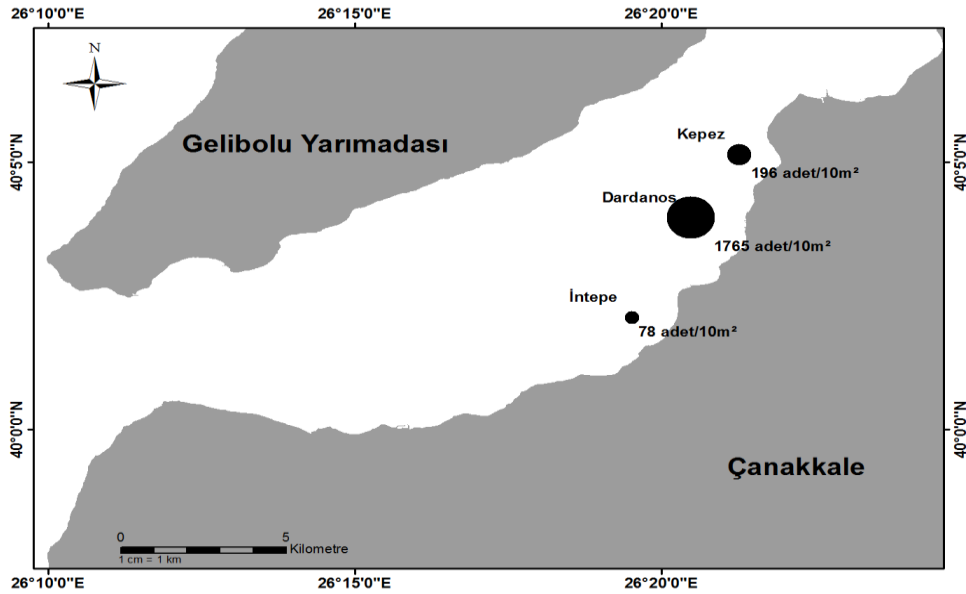 26°10'0"E 26°15'0"E 26°20'0"E
N
Gelibolu Yarımadası
Kepez
40°5'0"N
40°5'0"N
196 adet/10m²
Dardanos
1765 adet/10m²
İntepe
78 adet/10m²
40°0'0"N
40°0'0"N
Çanakkale
0 5
Kilometre
1 cm = 1 km
26°10'0"E 26°15'0"E 26°20'0"E